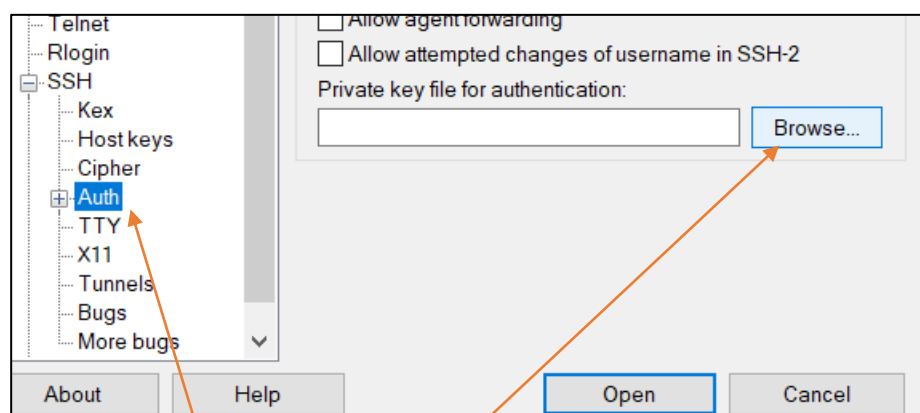 Telnet
Rlogin
SSH
Kex
Host keys
Cipher
Auth
TTY
X11
Tunnels
Bugs
More bugs
Allow agent forwarding
Allow attempted changes of username in SSH-2
Private key file for authentication:
Browse...
About
Help
Open
Cancel